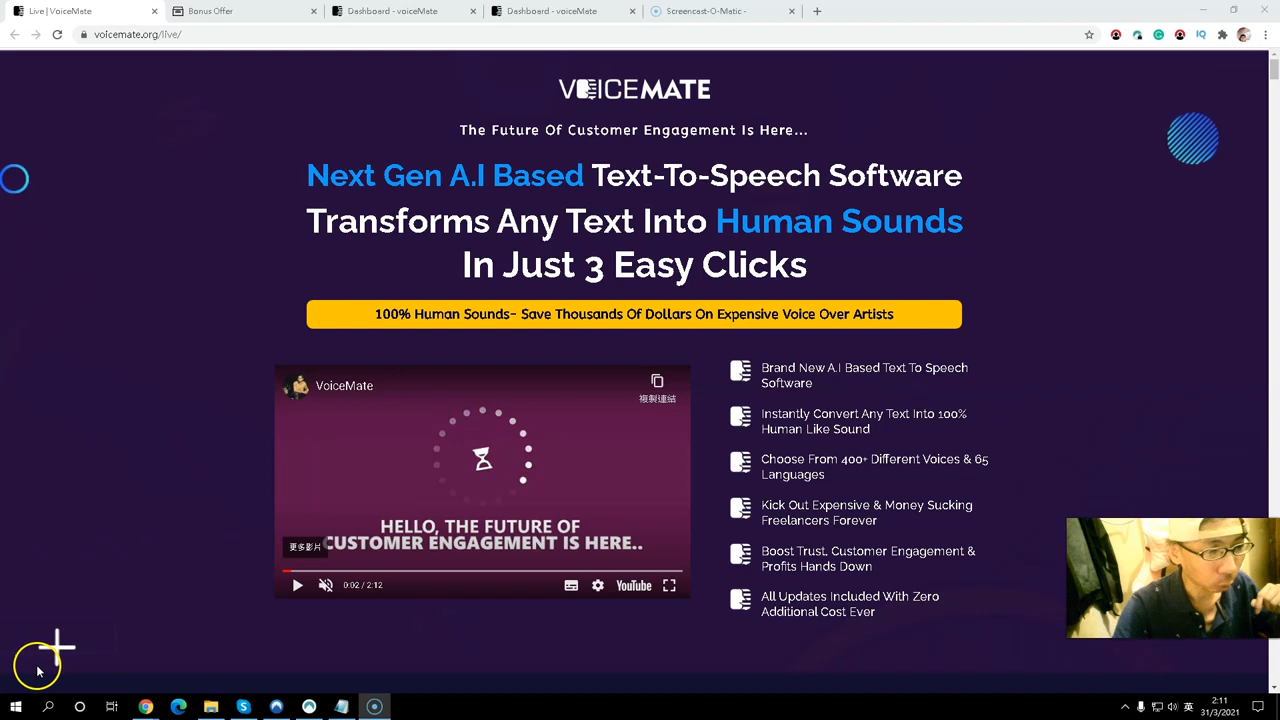 Live | VoiceMate
Bonus Offer
Dashboard - voiceMate
Dashboard - voiceMate
Screencast-O-Matic -
voicemate.org/live/
VOICEMATE
The Future Of Customer Engagement Is Here...
Next Gen A.I Based Text-To-Speech Software
Transforms Any Text Into Human Sounds
In Just 3 Easy Clicks
100% Human Sounds- Save Thousands Of Dollars On Expensive Voice Over Artists
VoiceMate
複製連結
HELLO, THE FUTURE OF
CUSTOMER ENGAGEMENT IS HERE..
更多影片
0:02 / 2:12
YouTube
Brand New A.I Based Text To Speech
Software
Instantly Convert Any Text Into 100%
Human Like Sound
Choose From 400+ Different Voices & 65
Languages
Kick Out Expensive & Money Sucking
Freelancers Forever
Boost Trust, Customer Engagement &
Profits Hands Down
All Updates Included With Zero
Additional Cost Ever
IQ
英
2:11
31/3/2021